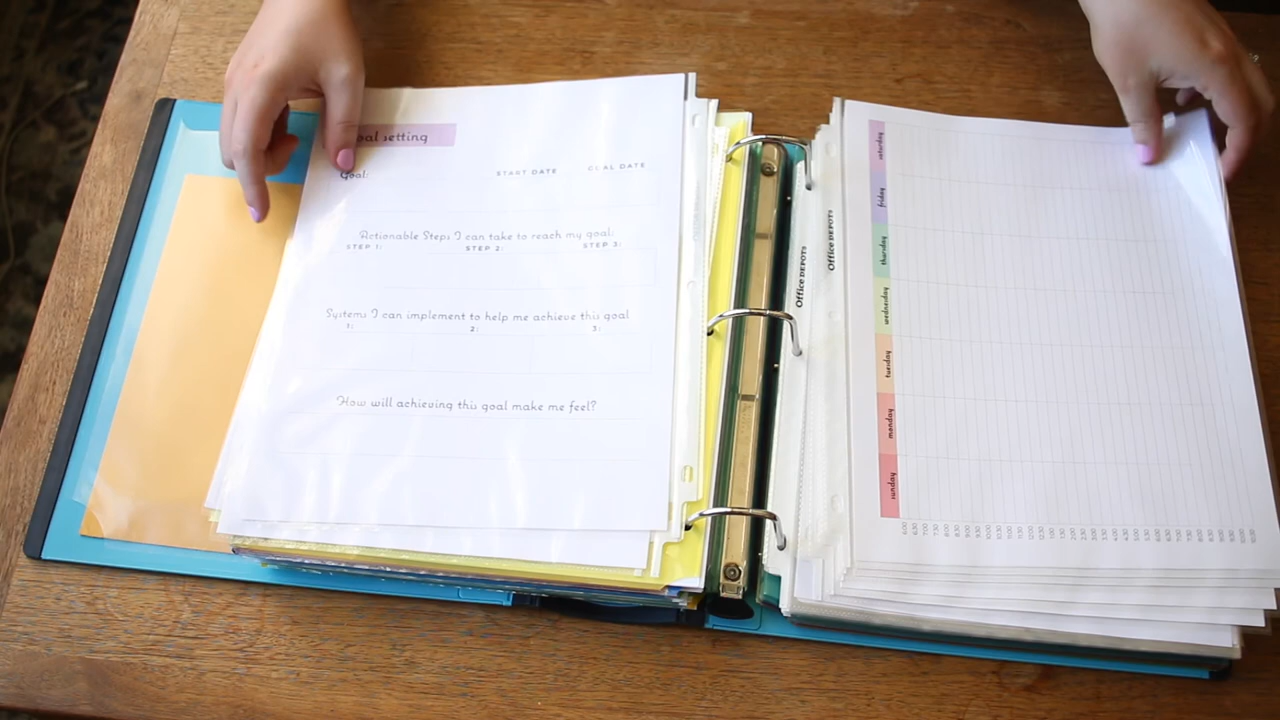 oal setting
Goal:
START DATE
GOAL DATE
Actionable Steps I can take to reach my goal:
STEP 1:
STEP 2:
STEP 3:
Systems I can implement to help me achieve this goal
1:
2:
3:
How will achieving this goal make me feel?
Office DEPOT
Office DEPOT
saturday
friday
thursday
wednesday
tuesday
monday
sunday